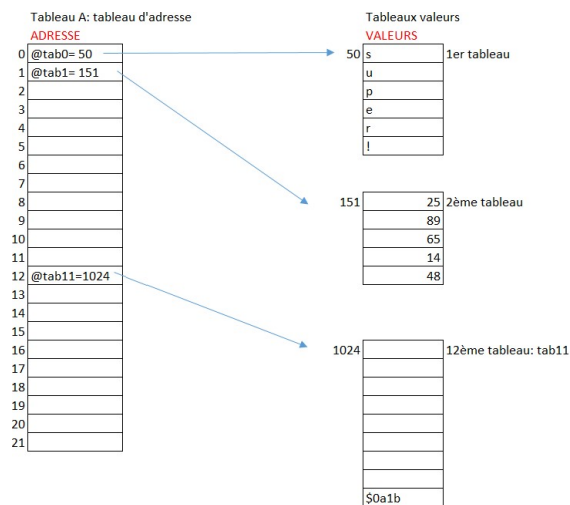 Tableau A: tableau d'adresse
ADRESSE
0 @tab0= 50
1 @tab1= 151
2
3
4
5
6
7
8
9
10
11
12 @tab11=1024
13
14
15
16
17
18
19
20
21
Tableaux valeurs
VALEURS
50 s 1er tableau
u
p
e
r
!
151 25 2ème tableau
89
65
14
48
1024 12ème tableau: tab11
$0a1b